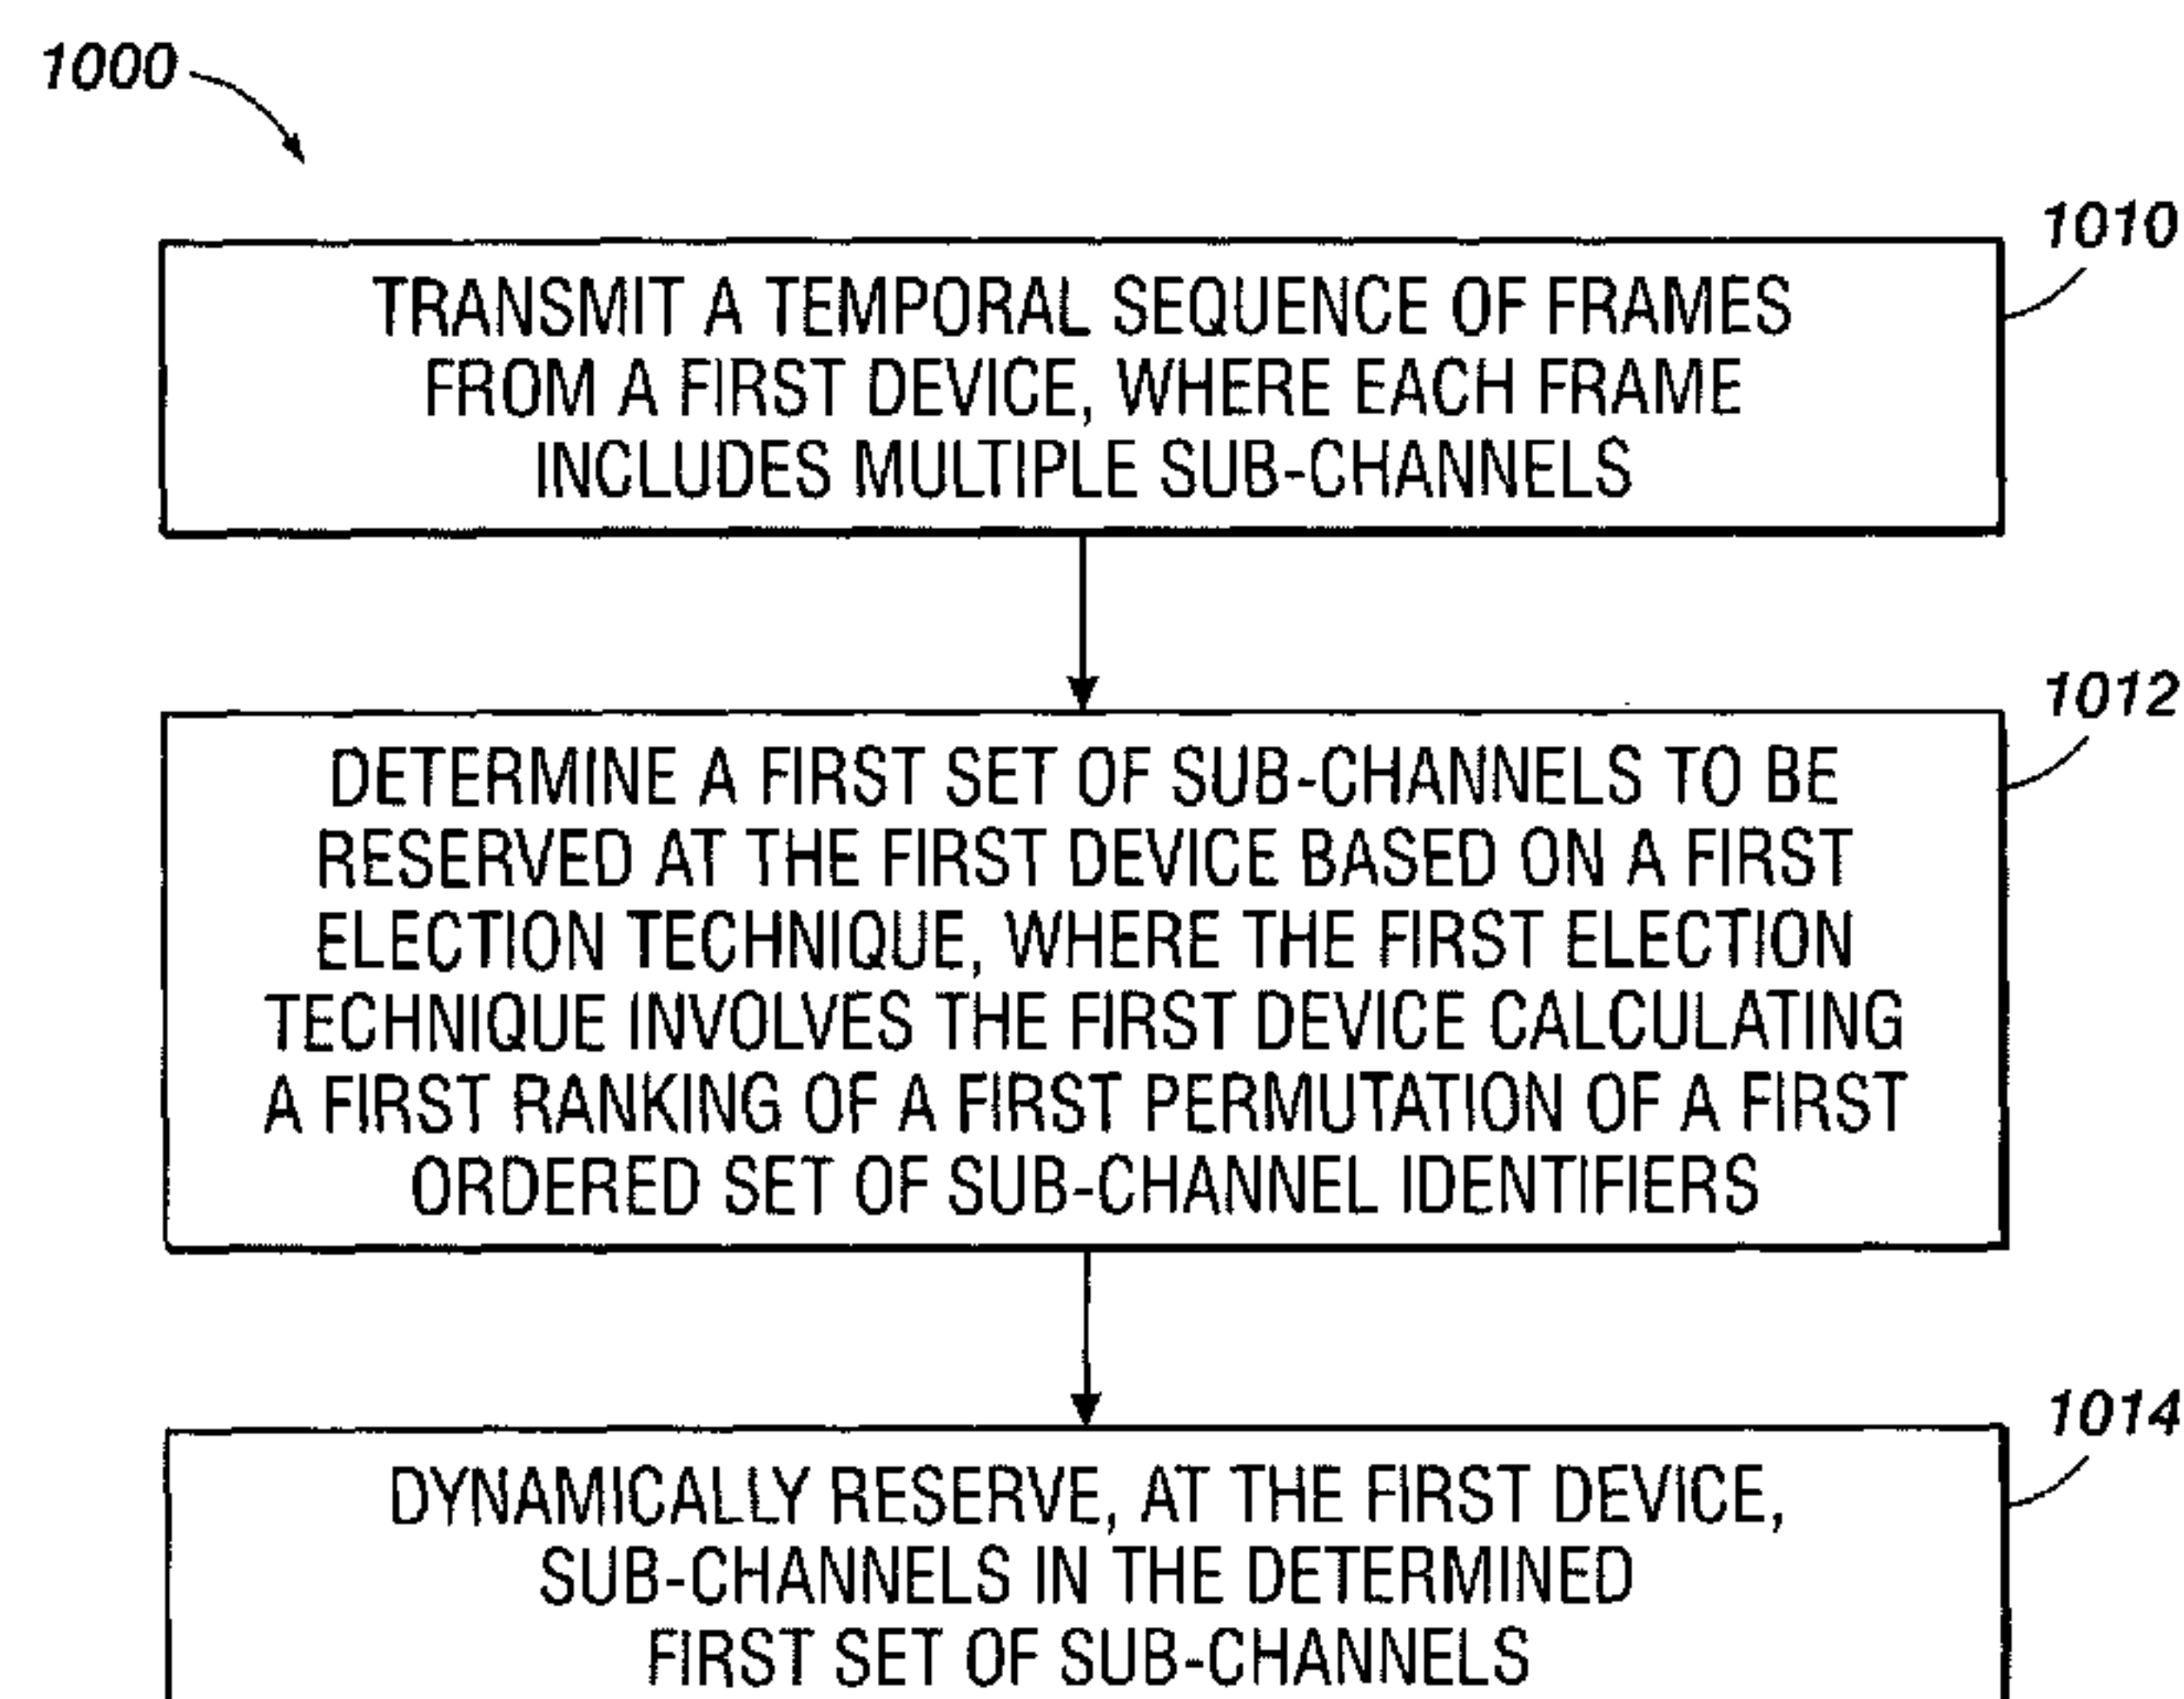 1000
1010
TRANSMIT A TEMPORAL SEQUENCE OF FRAMES
FROM A FIRST DEVICE, WHERE EACH FRAME
INCLUDES MULTIPLE SUB-CHANNELS
1012
DETERMINE A FIRST SET OF SUB-CHANNELS TO BE
RESERVED AT THE FIRST DEVICE BASED ON A FIRST
ELECTION TECHNIQUE, WHERE THE FIRST ELECTION
TECHNIQUE INVOLVES THE FIRST DEVICE CALCULATING
A FIRST RANKING OF A FIRST PERMUTATION OF A FIRST
ORDERED SET OF SUB-CHANNEL IDENTIFIERS
1014
DYNAMICALLY RESERVE, AT THE FIRST DEVICE,
SUB-CHANNELS IN THE DETERMINED
FIRST SET OF SUB-CHANNELS